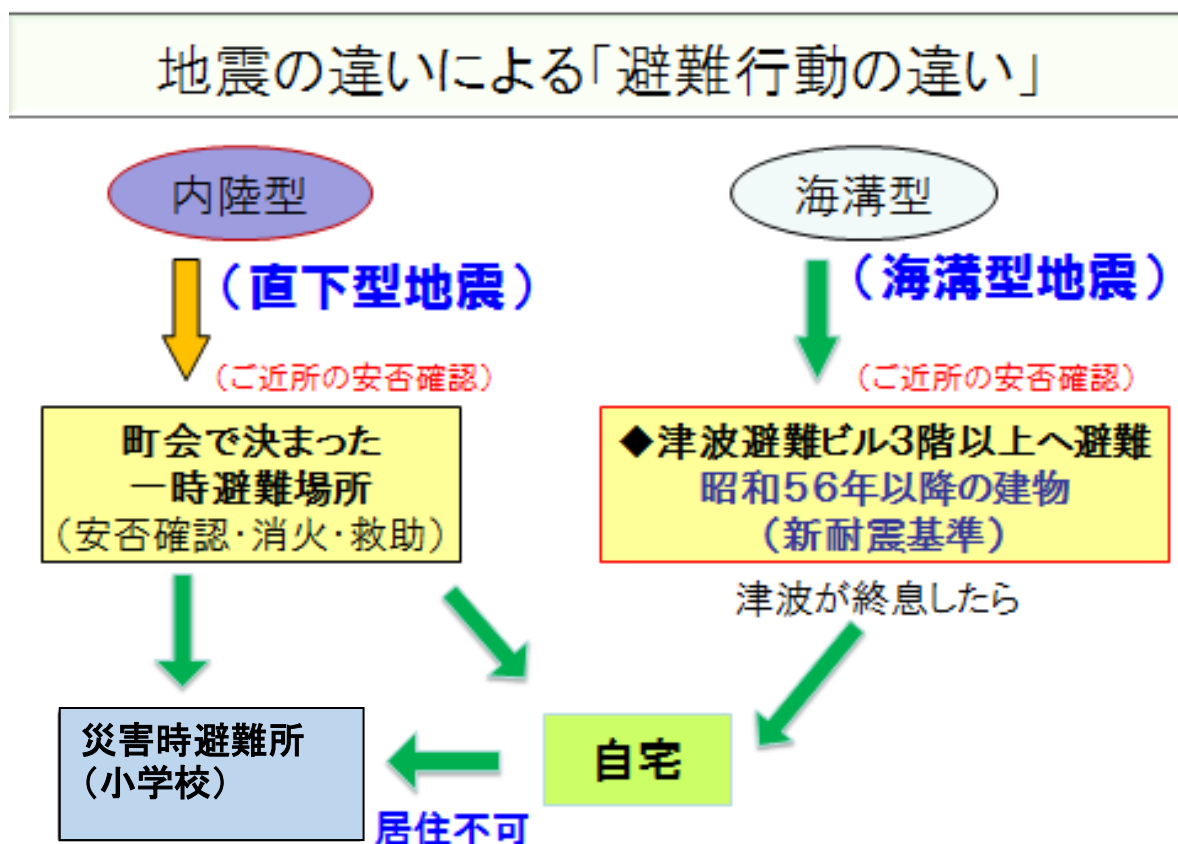 地震の違いによる「避難行動の違い」
内陸型
(直下型地震)
(ご近所の安否確認)
町会で決まった
一時避難場所
(安否確認・消火・救助)
海溝型
(海溝型地震)
(ご近所の安否確認)
◆津波避難ビル3階以上へ避難
昭和56年以降の建物
(新耐震基準)
津波が終息したら
自宅
居住不可
災害時避難所
(小学校)